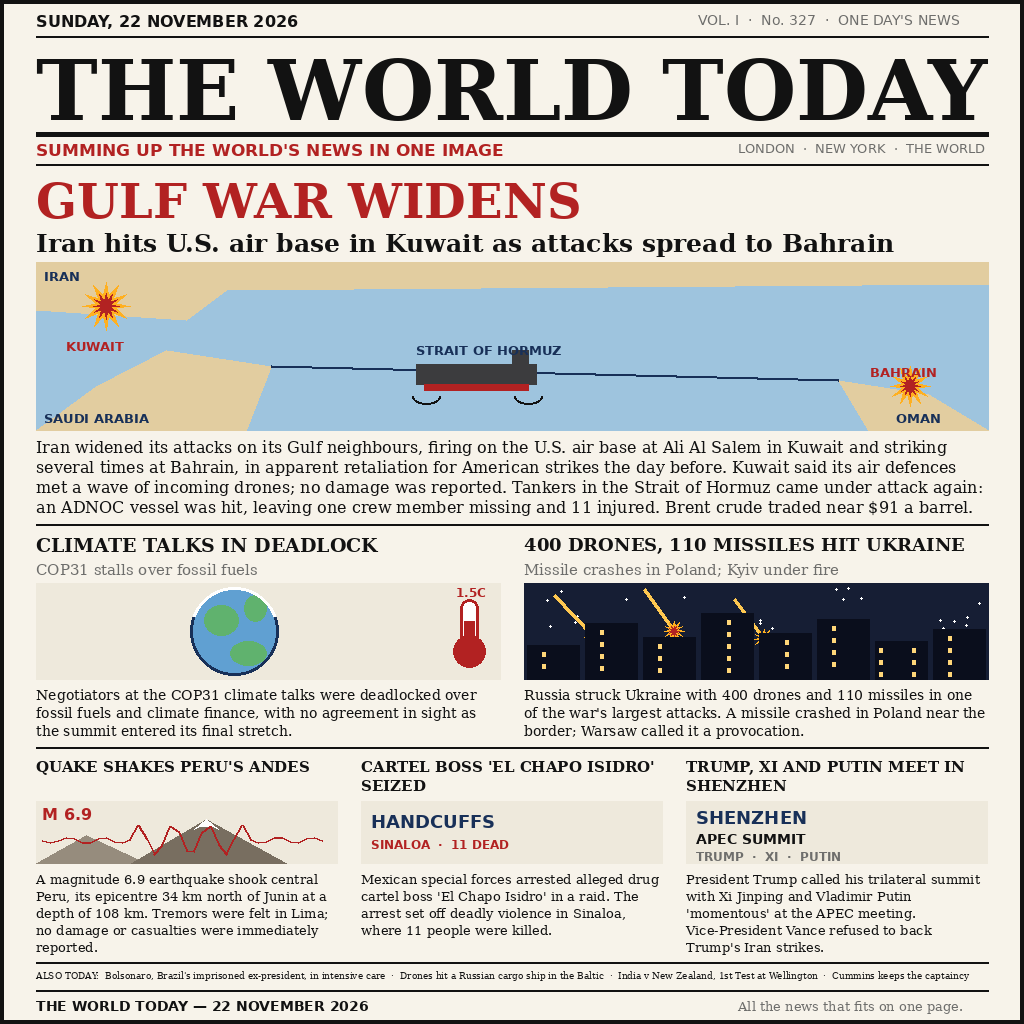 SUNDAY, 22 NOVEMBER 2026
VOL. I · No. 327 · ONE DAY'S NEWS
THE WORLD TODAY
SUMMING UP THE WORLD'S NEWS IN ONE IMAGE
LONDON · NEW YORK · THE WORLD
GULF WAR WIDENS
Iran hits U.S. air base in Kuwait as attacks spread to Bahrain
IRAN
KUWAIT
STRAIT OF HORMUZ
BAHRAIN
SAUDI ARABIA
OMAN
Iran widened its attacks on its Gulf neighbours, firing on the U.S. air base at Ali Al Salem in Kuwait and striking
several times at Bahrain, in apparent retaliation for American strikes the day before. Kuwait said its air defences
met a wave of incoming drones; no damage was reported. Tankers in the Strait of Hormuz came under attack again:
an ADNOC vessel was hit, leaving one crew member missing and 11 injured. Brent crude traded near $91 a barrel.
CLIMATE TALKS IN DEADLOCK
COP31 stalls over fossil fuels
1.5C
Negotiators at the COP31 climate talks were deadlocked over
fossil fuels and climate finance, with no agreement in sight as
the summit entered its final stretch.
400 DRONES, 110 MISSILES HIT UKRAINE
Missile crashes in Poland; Kyiv under fire
Russia struck Ukraine with 400 drones and 110 missiles in one
of the war's largest attacks. A missile crashed in Poland near the
border; Warsaw called it a provocation.
QUAKE SHAKES PERU'S ANDES
M 6.9
A magnitude 6.9 earthquake shook central
Peru, its epicentre 34 km north of Junin at a
depth of 108 km. Tremors were felt in Lima;
no damage or casualties were immediately
reported.
CARTEL BOSS 'EL CHAPO ISIDRO'
SEIZED
HANDCUFFS
SINALOA · 11 DEAD
Mexican special forces arrested alleged drug
cartel boss 'El Chapo Isidro' in a raid. The
arrest set off deadly violence in Sinaloa,
where 11 people were killed.
TRUMP, XI AND PUTIN MEET IN
SHENZHEN
SHENZHEN
APEC SUMMIT
TRUMP · XI · PUTIN
President Trump called his trilateral summit
with Xi Jinping and Vladimir Putin
'momentous' at the APEC meeting.
Vice-President Vance refused to back
Trump's Iran strikes.
ALSO TODAY: Bolsonaro, Brazil's imprisoned ex-president, in intensive care · Drones hit a Russian cargo ship in the Baltic · India v New Zealand, 1st Test at Wellington · Cummins keeps the captaincy
THE WORLD TODAY — 22 NOVEMBER 2026
All the news that fits on one page.